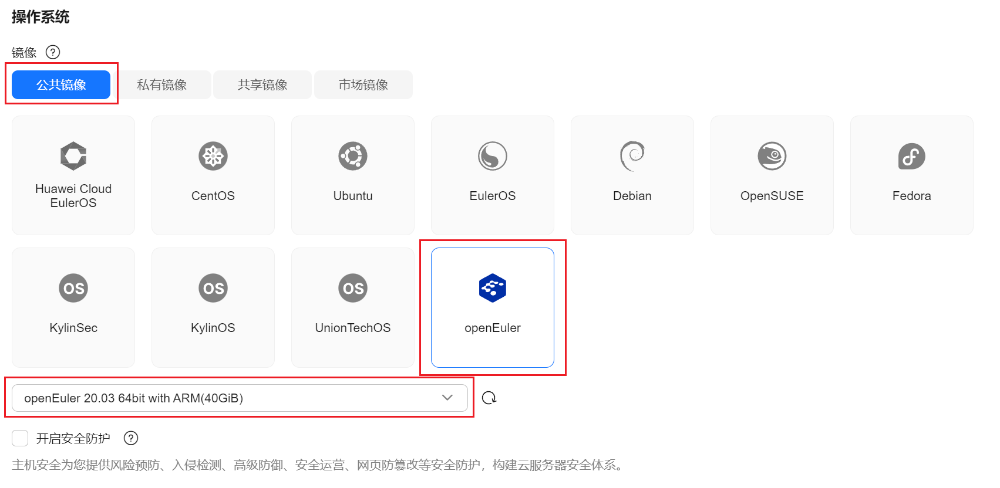 操作系统
镜像 ?
公共镜像 私有镜像 共享镜像 市场镜像
Huawei Cloud
EulerOS
CentOS
Ubuntu
EulerOS
Debian
OpenSUSE
Fedora
OS
KylinSec
OS
KylinOS
OS
UnionTechOS
openEuler
openEuler 20.03 64bit with ARM(40GiB)
开启安全防护 ?
主机安全为您提供风险预防、入侵检测、高级防御、安全运营、网页防篡改等安全防护，构建云服务器安全体系。